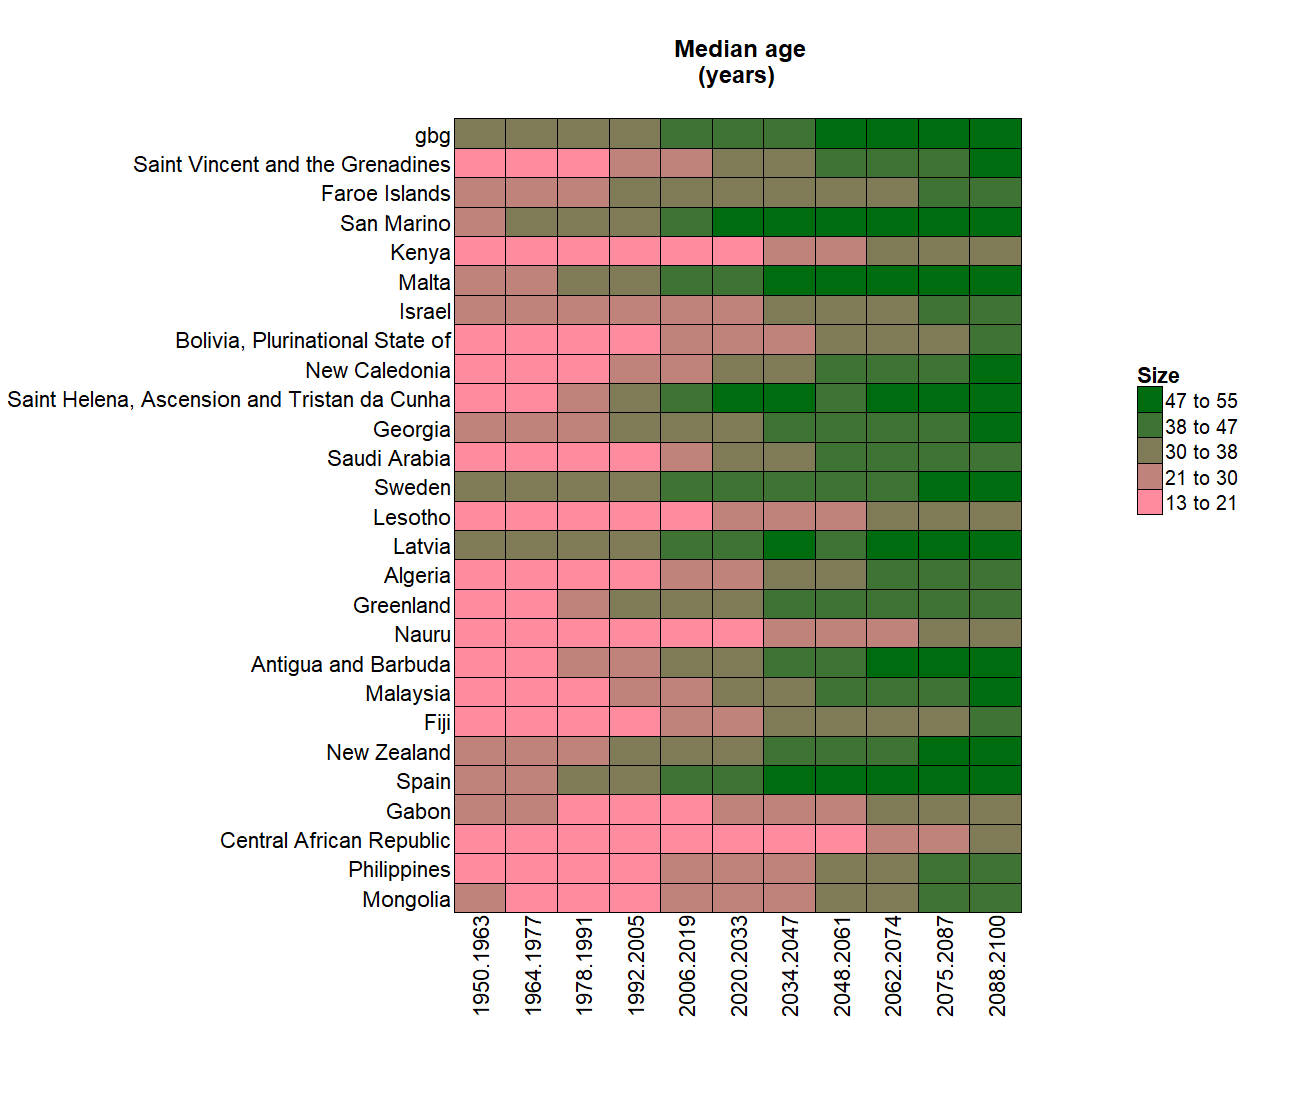 Median age
(years)
gbg
Saint Vincent and the Grenadines
Faroe Islands
San Marino
Kenya
Malta
Israel
Bolivia, Plurinational State of
New Caledonia
Saint Helena, Ascension and Tristan da Cunha
Georgia
Saudi Arabia
Sweden
Lesotho
Latvia
Algeria
Greenland
Nauru
Antigua and Barbuda
Malaysia
Fiji
New Zealand
Spain
Gabon
Central African Republic
Philippines
Mongolia
1950.1963
1964.1977
1978.1991
1992.2005
2006.2019
2020.2033
2034.2047
2048.2061
2062.2074
2075.2087
2088.2100
Size
47 to 55
38 to 47
30 to 38
21 to 30
13 to 21